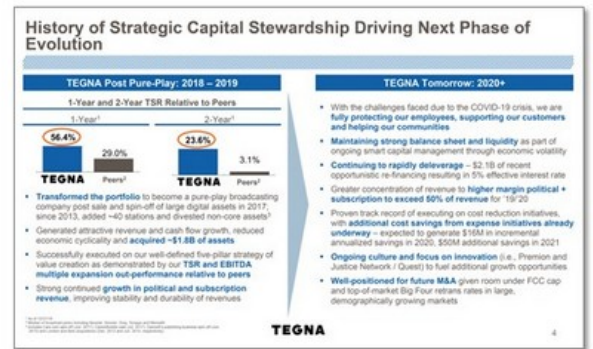 History of Strategic Capital Stewardship Driving Next Phase of
Evolution
TEGNA Post Pure-Play: 2018 – 2019
1-Year and 2-Year TSR Relative to Peers
1-Year¹
2-Year¹
56.4%
29.0%
23.6%
3.1%
TEGNA
Peers²
TEGNA
Peers²
• Transformed the portfolio to become a pure-play broadcasting
company post sale and spin-off of large digital assets in 2017;
since 2013, added ~40 stations and divested non-core assets³
• Generated attractive revenue and cash flow growth, reduced
economic cyclicality and acquired ~$1.8B of assets
• Successfully executed on our well-defined five-pillar strategy of
value creation as demonstrated by our TSR and EBITDA
multiple expansion out-performance relative to peers
• Strong continued growth in political and subscription
revenue, improving stability and durability of revenues
TEGNA Tomorrow: 2020+
• With the challenges faced due to the COVID-19 crisis, we are
fully protecting our employees, supporting our customers
and helping our communities
• Maintaining strong balance sheet and liquidity as part of
ongoing smart capital management through economic volatility
• Continuing to rapidly deleverage – $2.1B of recent
opportunistic re-financing resulting in 5% effective interest rate
• Greater concentration of revenue to higher margin political +
subscription to exceed 50% of revenue for '19/'20
• Proven track record of executing on cost reduction initiatives,
with additional cost savings from expense initiatives already
underway – expected to generate $16M in incremental
annualized savings in 2020, $50M additional savings in 2021
• Ongoing culture and focus on innovation (i.e., Premion and
Justice Network / Quest) to fuel additional growth opportunities
• Well-positioned for future M&A given room under FCC cap
and top-of-market Big Four retrans rates in large,
demographically growing markets
TEGNA
4